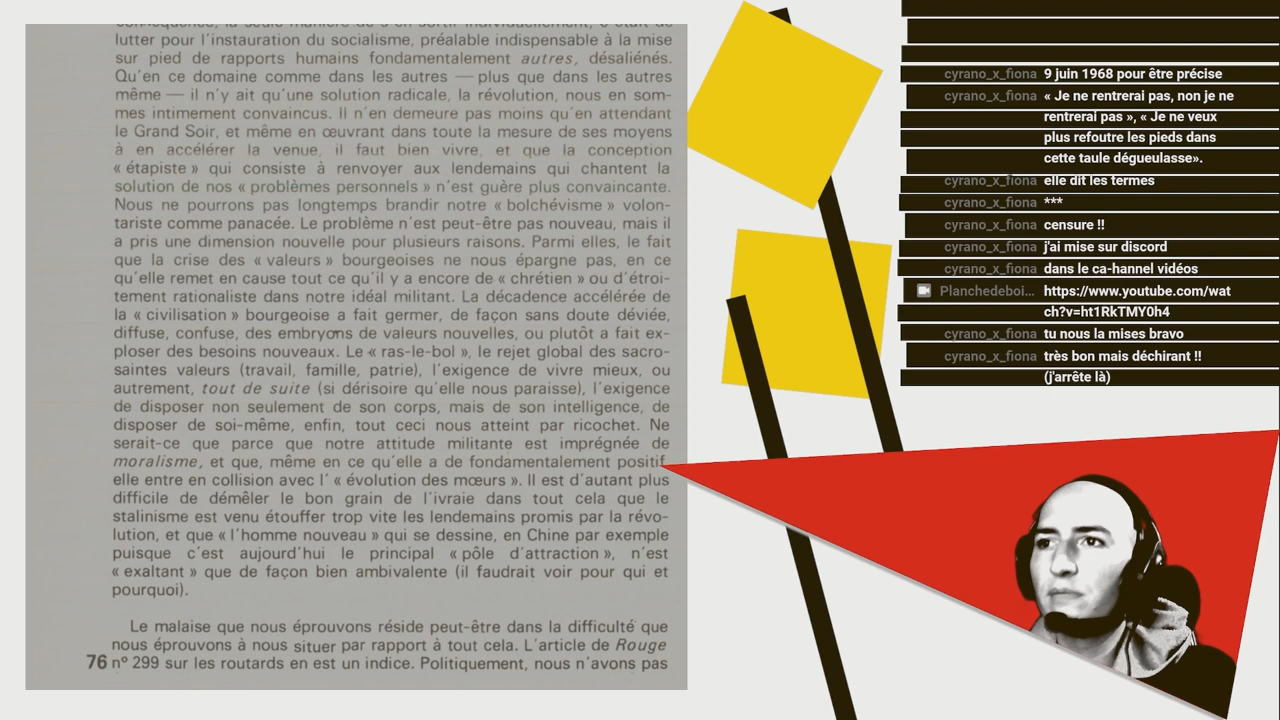 conséquence, la seule manière de s'en sortir individuellement, c'était de
lutter pour l'instauration du socialisme, préalable indispensable à la mise
sur pied de rapports humains fondamentalement autres, désaliénés.
Qu'en ce domaine comme dans les autres — plus que dans les autres
même — il n'y ait qu'une solution radicale, la révolution, nous en som-
mes intimement convaincus. Il n'en demeure pas moins qu'en attendant
le Grand Soir, et même en œuvrant dans toute la mesure de ses moyens
à en accélérer la venue, il faut bien vivre, et que la conception
« étapiste » qui consiste à renvoyer aux lendemains qui chantent la
solution de nos « problèmes personnels » n'est guère plus convaincante.
Nous ne pourrons pas longtemps brandir notre « bolchévisme » volon-
tariste comme panacée. Le problème n'est peut-être pas nouveau, mais il
a pris une dimension nouvelle pour plusieurs raisons. Parmi elles, le fait
que la crise des « valeurs » bourgeoises ne nous épargne pas, en ce
qu'elle remet en cause tout ce qu'il y a encore de « chrétien » ou d'étroi-
tement rationaliste dans notre idéal militant. La décadence accélérée de
la « civilisation » bourgeoise a fait germer, de façon sans doute déviée,
diffuse, confuse, des embryons de valeurs nouvelles, ou plutôt a fait ex-
ploser des besoins nouveaux. Le « ras-le-bol », le rejet global des sacro-
saintes valeurs (travail, famille, patrie), l'exigence de vivre mieux, ou
autrement, tout de suite (si dérisoire qu'elle nous paraisse), l'exigence
de disposer non seulement de son corps, mais de son intelligence, de
disposer de soi-même, enfin, tout ceci nous atteint par ricochet. Ne
serait-ce que parce que notre attitude militante est imprégnée de
moralisme, et que, même en ce qu'elle a de fondamentalement positif,
elle entre en collision avec l' « évolution des mœurs ». Il est d'autant plus
difficile de démêler le bon grain de l'ivraie dans tout cela que le
stalinisme est venu étouffer trop vite les lendemains promis par la révo-
lution, et que « l'homme nouveau » qui se dessine, en Chine par exemple
puisque c'est aujourd'hui le principal « pôle d'attraction », n'est
« exaltant » que de façon bien ambivalente (il faudrait voir pour qui et
pourquoi).
Le malaise que nous éprouvons réside peut-être dans la difficulté que
nous éprouvons à nous situer par rapport à tout cela. L'article de Rouge
76 n° 299 sur les routards en est un indice. Politiquement, nous n'avons pas
cyrano_x_fiona 9 juin 1968 pour être précise
cyrano_x_fiona « Je ne rentrerai pas, non je ne
rentrerai pas », « Je ne veux
plus refoutre les pieds dans
cette taule dégueulasse».
cyrano_x_fiona elle dit les termes
cyrano_x_fiona ***
cyrano_x_fiona censure !!
cyrano_x_fiona j'ai mise sur discord
cyrano_x_fiona dans le ca-hannel vidéos
Planchedeboi... https://www.youtube.com/wat
ch?v=ht1RkTMY0h4
cyrano_x_fiona tu nous la mises bravo
cyrano_x_fiona très bon mais déchirant !!
(j'arrête là)